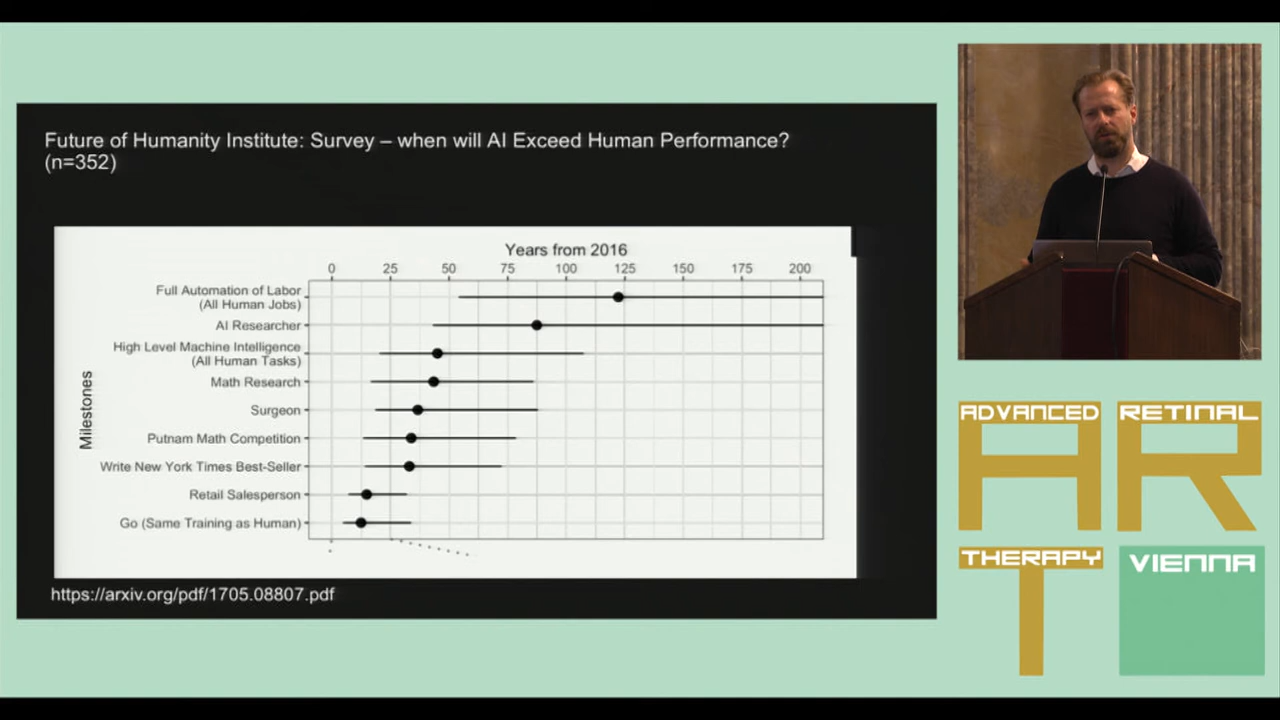 Future of Humanity Institute: Survey – when will AI Exceed Human Performance?
(n=352)
Years from 2016
0 25 50 75 100 125 150 175 200
Milestones
Full Automation of Labor
(All Human Jobs)
AI Researcher
High Level Machine Intelligence
(All Human Tasks)
Math Research
Surgeon
Putnam Math Competition
Write New York Times Best-Seller
Retail Salesperson
Go (Same Training as Human)
https://arxiv.org/pdf/1705.08807.pdf
ADVANCED RETINAL
THERAPY VIENNA